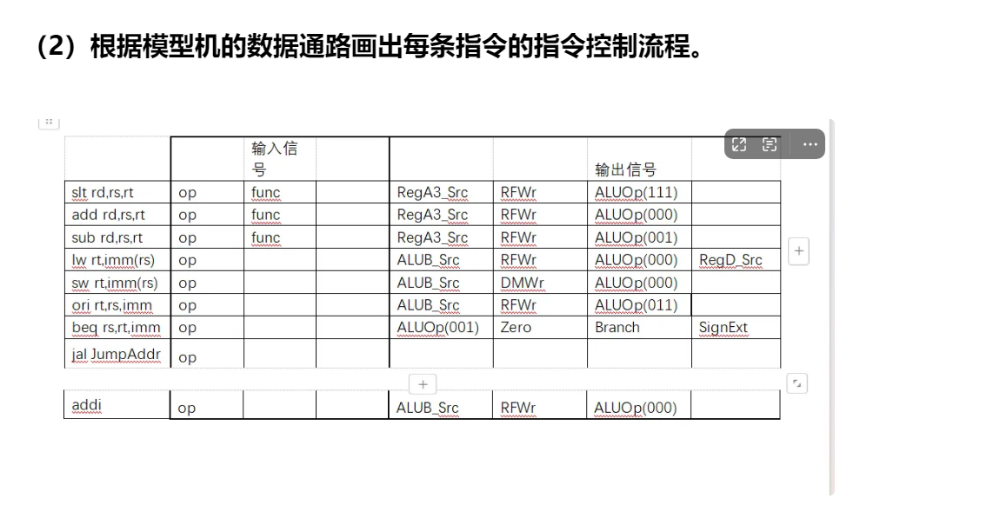 （2）根据模型机的数据通路画出每条指令的指令控制流程。
输入信
号 输出信号
slt rd,rs,rt op func RegA3_Src RFWr ALUOp(111)
add rd,rs,rt op func RegA3_Src RFWr ALUOp(000)
sub rd,rs,rt op func RegA3_Src RFWr ALUOp(001)
lw rt,imm(rs) op ALUB_Src RFWr ALUOp(000) RegD_Src
sw rt,imm(rs) op ALUB_Src DMWr ALUOp(000)
ori rt,rs,imm op ALUB_Src RFWr ALUOp(011)
beq rs,rt,imm op ALUOp(001) Zero Branch SignExt
jal JumpAddr op
addi op ALUB_Src RFWr ALUOp(000)